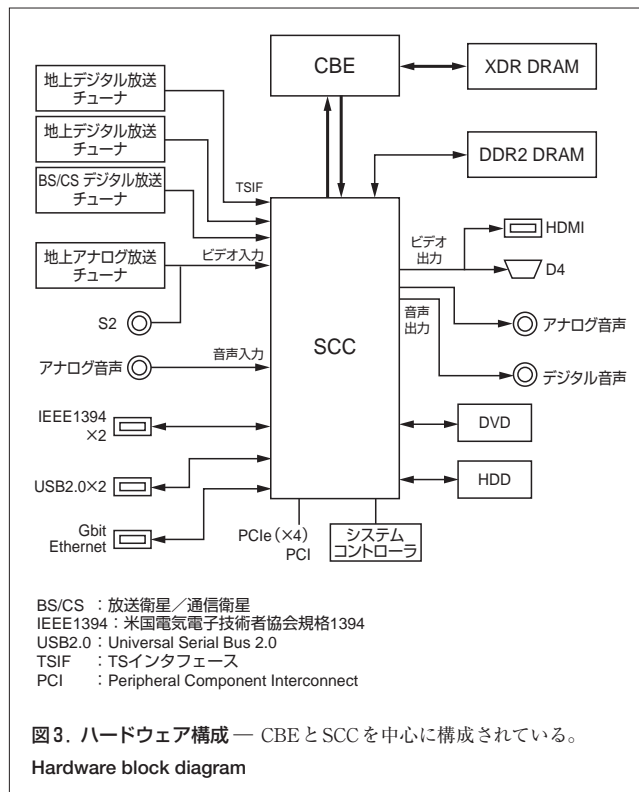 CBE
XDR DRAM
地上デジタル放送
チューナ
地上デジタル放送
チューナ
DDR2 DRAM
BS/CS デジタル放送
チューナ
TSIF
地上アナログ放送
チューナ
ビデオ入力
S2
アナログ音声
音声入力
SCC
ビデオ
出力
HDMI
D4
音声
出力
アナログ音声
デジタル音声
IEEE1394
×2
USB2.0×2
Gbit
Ethernet
DVD
HDD
PCIe(×4)
PCI
システム
コントローラ
BS/CS :放送衛星/通信衛星
IEEE1394:米国電気電子技術者協会規格1394
USB2.0:Universal Serial Bus 2.0
TSIF :TSインタフェース
PCI :Peripheral Component Interconnect
図3. ハードウェア構成 — CBEとSCCを中心に構成されている。
Hardware block diagram